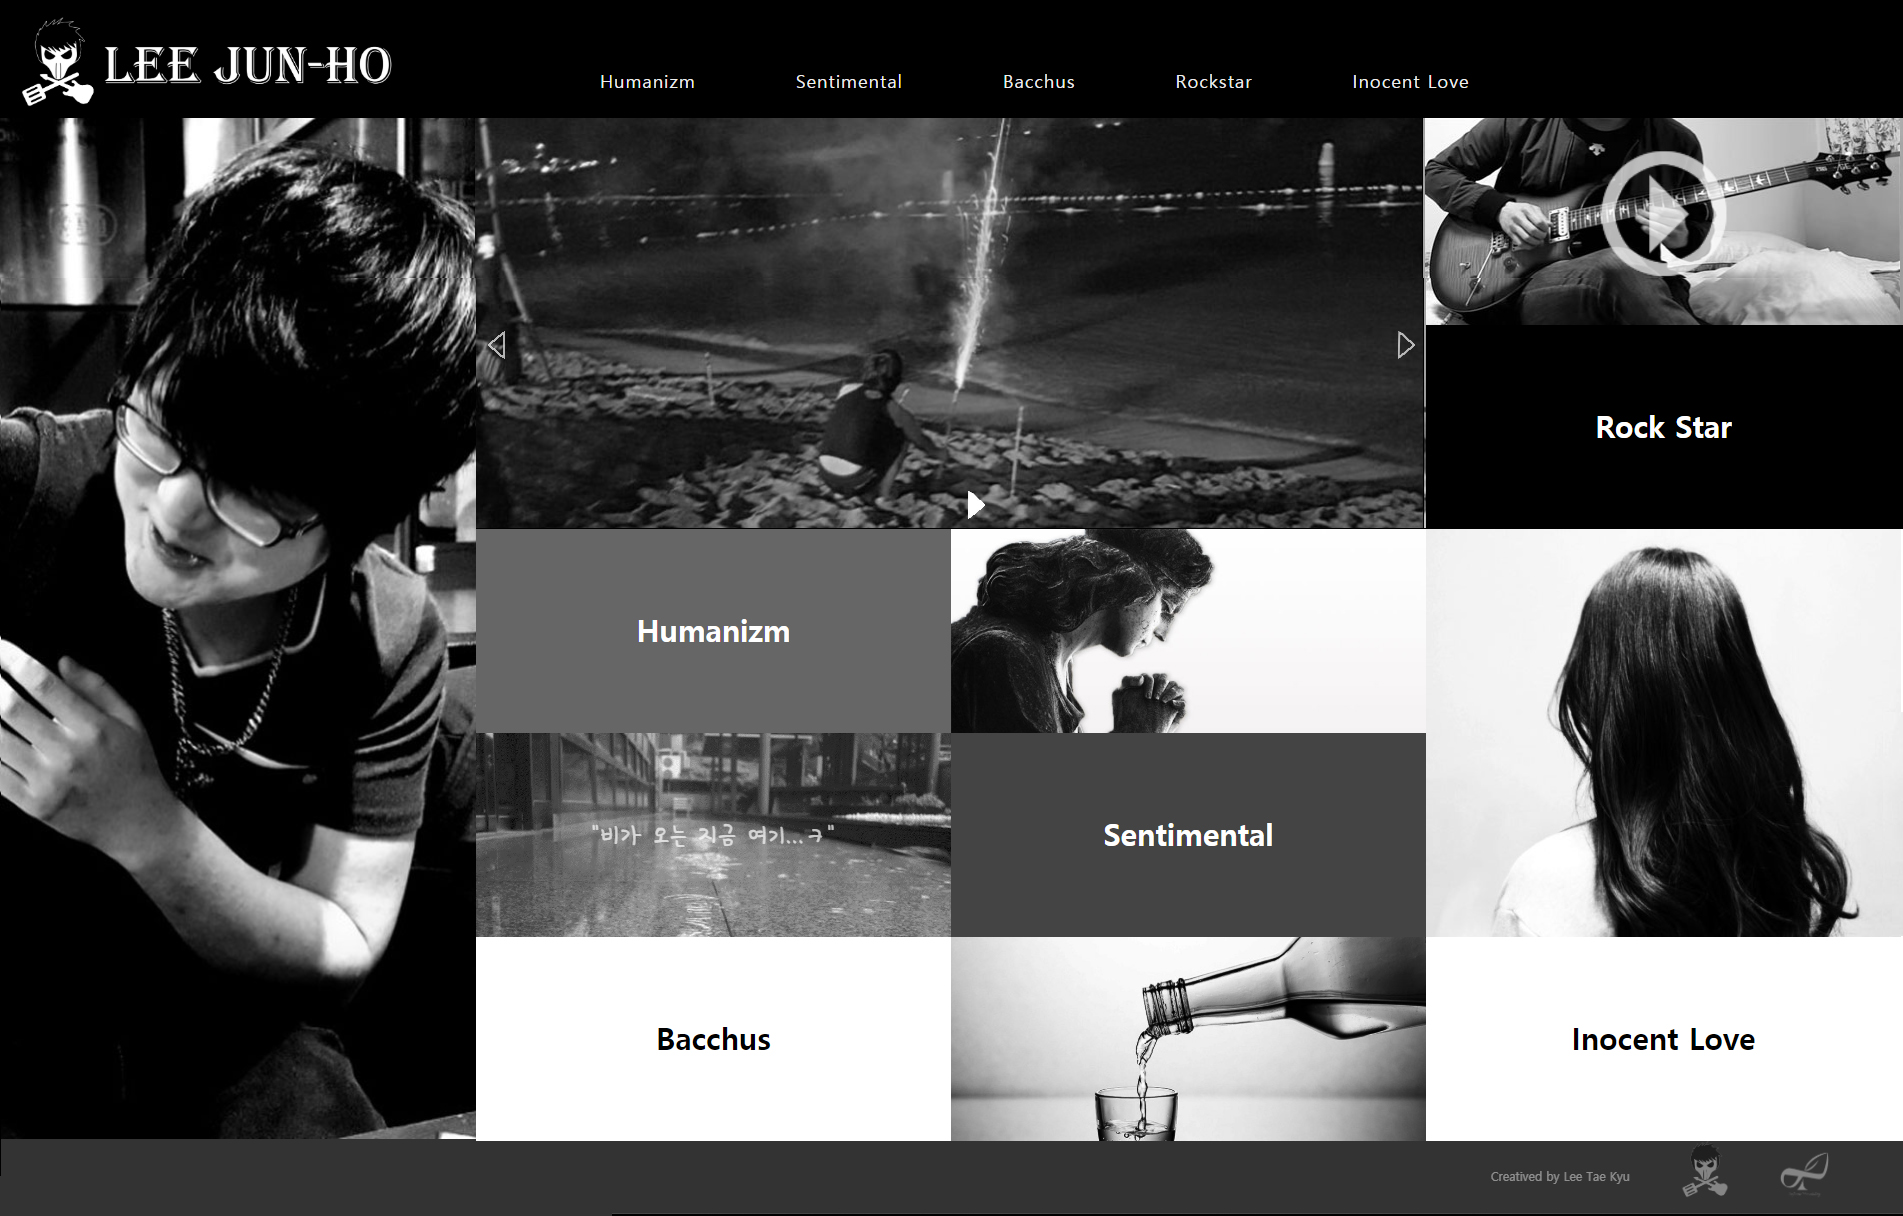 LEE JUN-HO
Humanizm
Sentimental
Bacchus
Rockstar
Inocent Love
Rock Star
Humanizm
"비가 오는 지금 여기...ㅋ"
Sentimental
Bacchus
Inocent Love
Creatived by Lee Tae Kyu